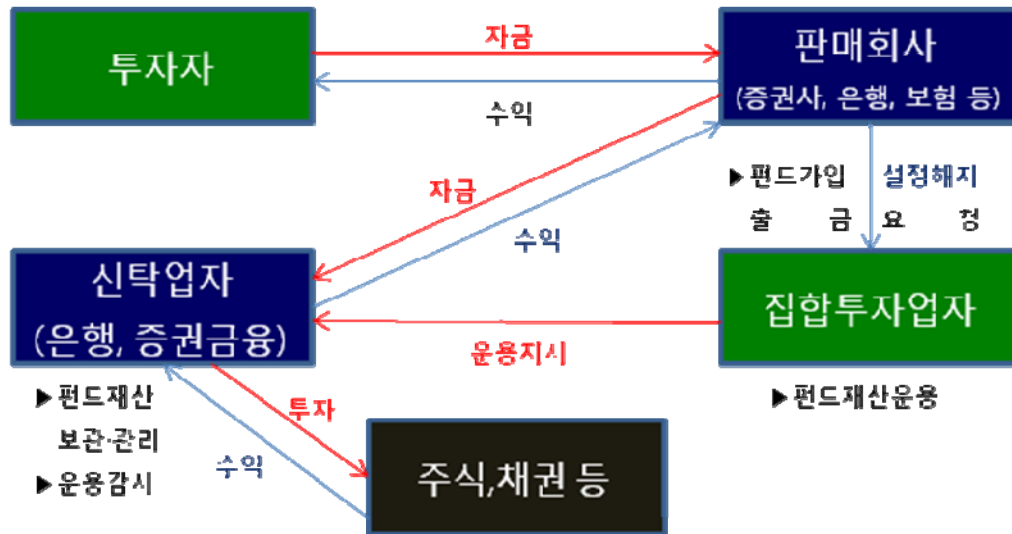 투자자
자금
수익
판매회사
(증권사, 은행, 보험 등)
▶펀드가입 설정해지
출 금 요 청
자금
수익
신탁업자
(은행, 증권금융)
운용지시
집합투자업자
▶펀드재산
보관·관리
▶운용감시
▶펀드재산운용
투자
수익
주식,채권 등